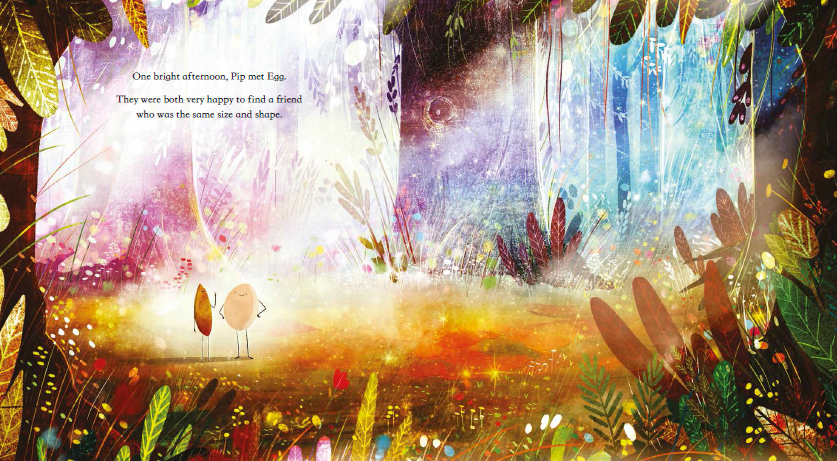 One bright afternoon, Pip met Egg.
They were both very happy to find a friend
who was the same size and shape.